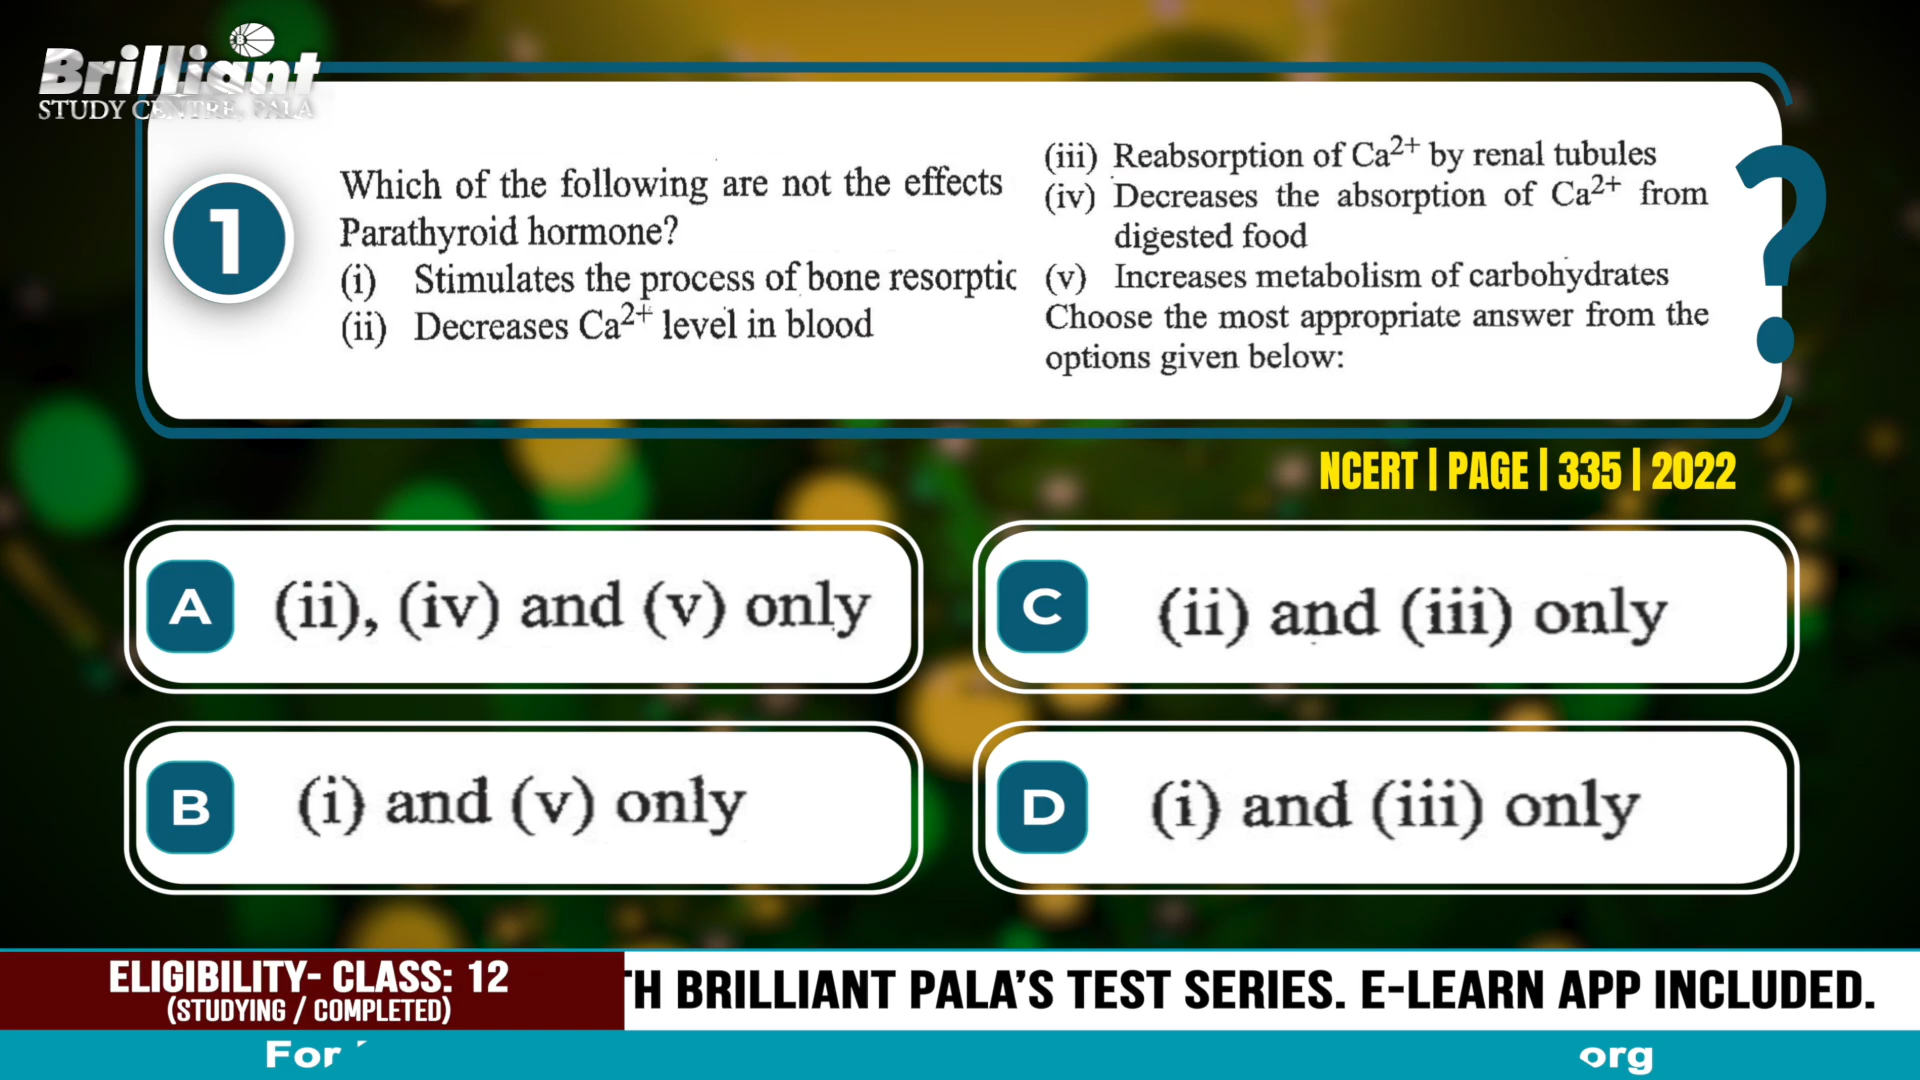 Brilliant
STUDY CENTRE, PALA
1
Which of the following are not the effects
Parathyroid hormone?
(i) Stimulates the process of bone resorptic
(ii) Decreases Ca2+ level in blood
(iii) Reabsorption of Ca2+ by renal tubules
(iv) Decreases the absorption of Ca2+ from
digested food
(v) Increases metabolism of carbohydrates
Choose the most appropriate answer from the
options given below:
?
NCERT | PAGE | 335 | 2022
A (ii), (iv) and (v) only
B (i) and (v) only
C (ii) and (iii) only
D (i) and (iii) only
ELIGIBILITY- CLASS: 12
(STUDYING / COMPLETED)
TH BRILLIANT PALA'S TEST SERIES. E-LEARN APP INCLUDED.
For
org